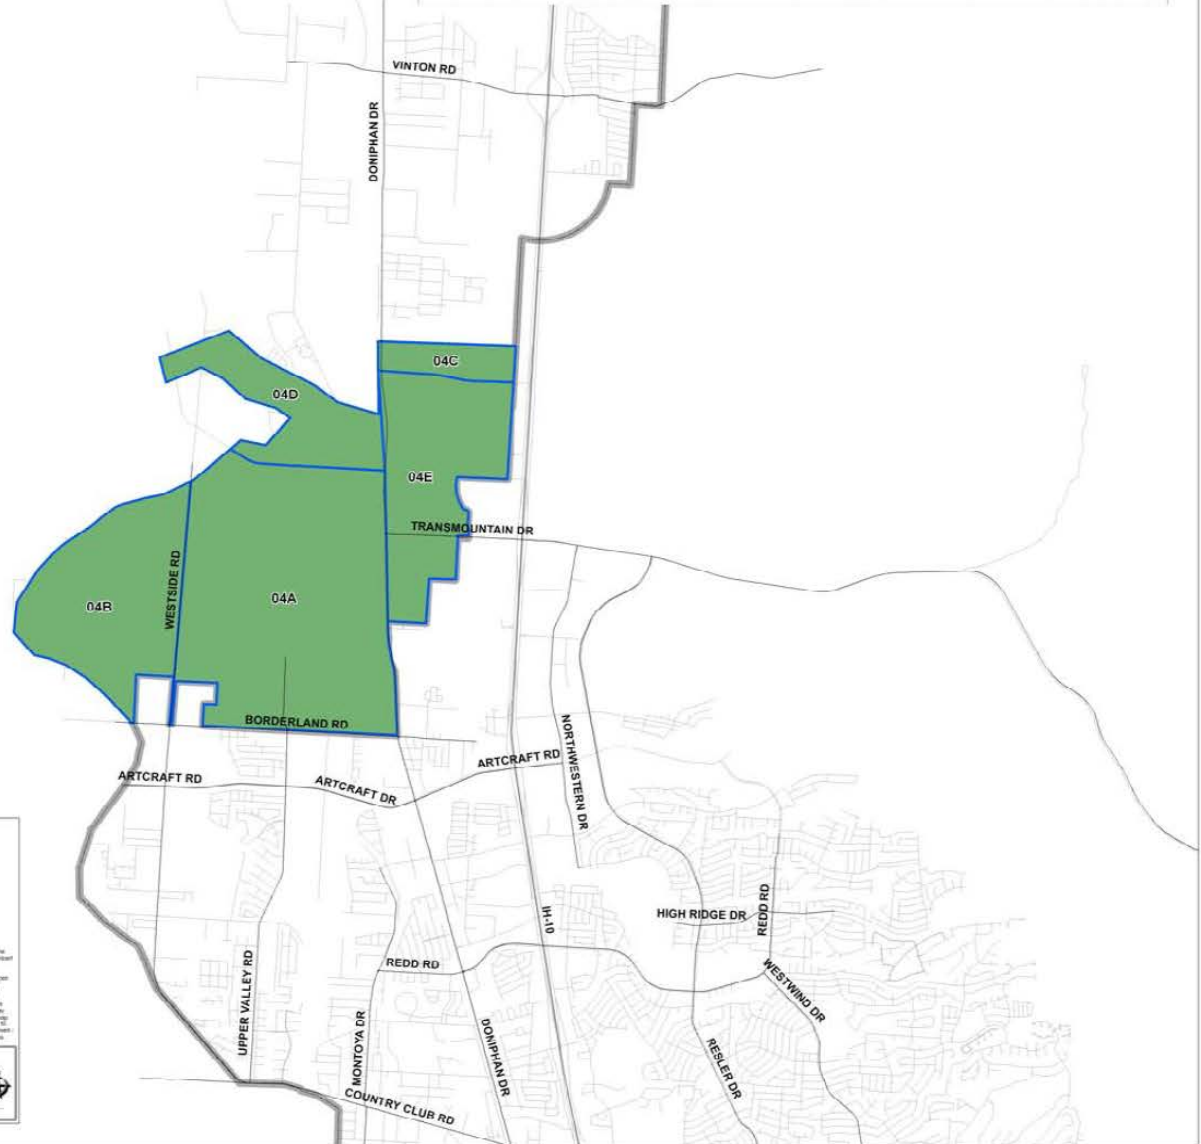 VINTON RD
DONIPHAN DR
04C
04D
04E
TRANSMOUNTAIN DR
WESTSIDE RD
04A
04B
BORDERLAND RD
NORTHWESTERN DR
ARTCRAFT RD
ARTCRAFT RD
ARTCRAFT DR
HIGH RIDGE DR
REDD RD
IH-10
REDD RD
UPPER VALLEY RD
WESTWIND DR
MONTOYA DR
DONIPHAN DR
RESLER DR
COUNTRY CLUB RD